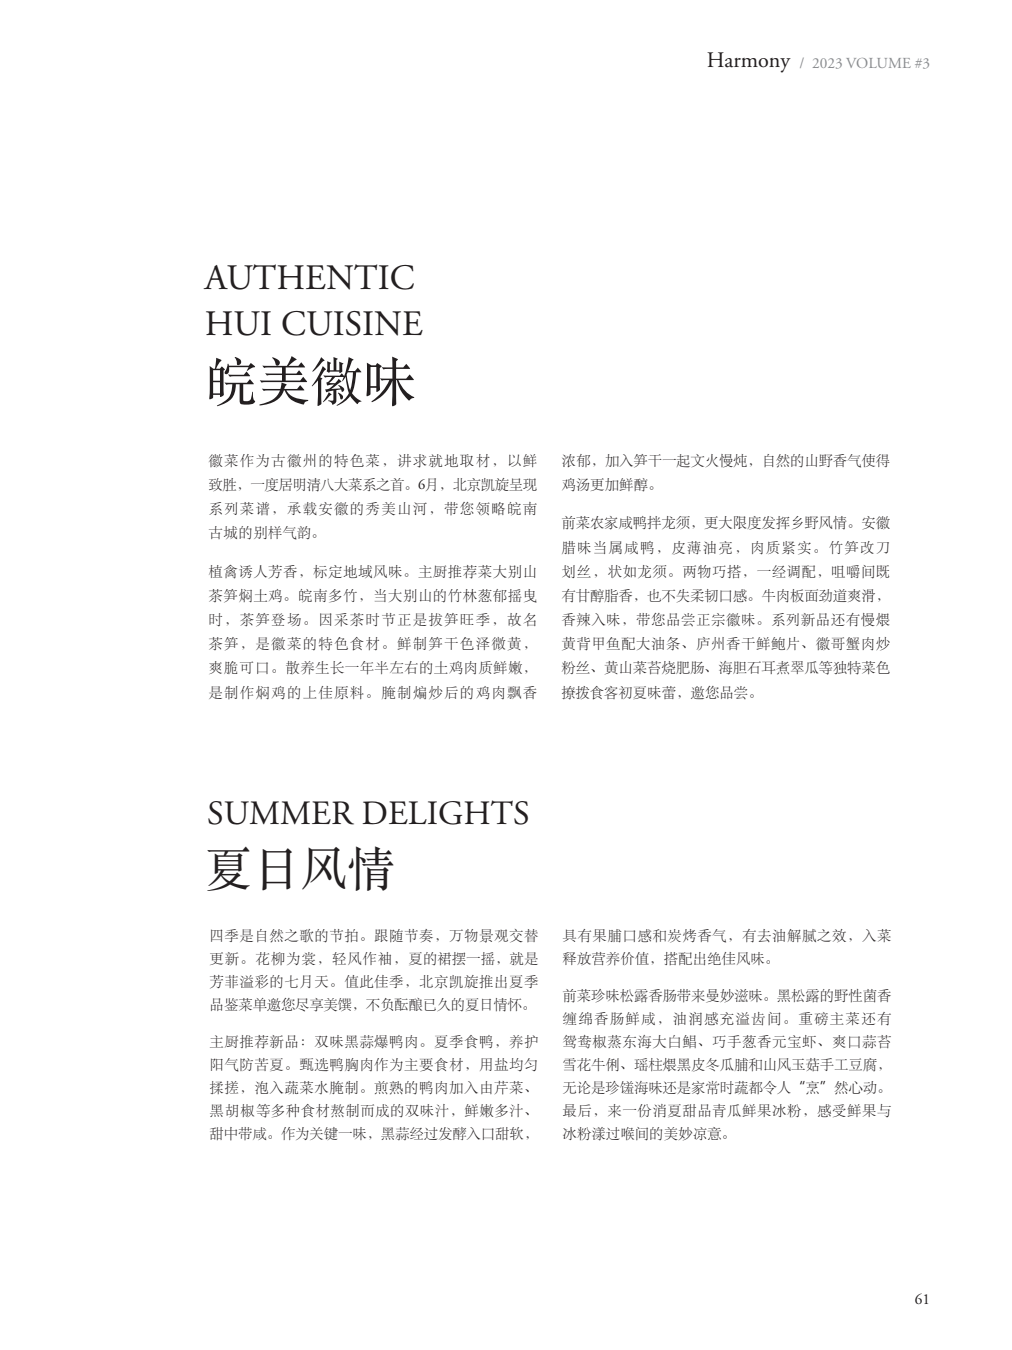 Harmony / 2023 VOLUME #3
AUTHENTIC
HUI CUISINE
皖美徽味
徽菜作为古徽州的特色菜，讲求就地取材，以鲜
致胜，一度居明清八大菜系之首。6月，北京凯旋呈现
系列菜谱，承载安徽的秀美山河，带您领略皖南
古城的别样气韵。
植禽诱人芳香，标定地域风味。主厨推荐菜大别山
茶笋焖土鸡。皖南多竹，当大别山的竹林葱郁摇曳
时，茶笋登场。因采茶时节正是拔笋旺季，故名
茶笋，是徽菜的特色食材。鲜制笋干色泽微黄，
爽脆可口。散养生长一年半左右的土鸡肉质鲜嫩，
是制作焖鸡的上佳原料。腌制煸炒后的鸡肉飘香
浓郁，加入笋干一起文火慢炖，自然的山野香气使得
鸡汤更加鲜醇。
前菜农家咸鸭拌龙须，更大限度发挥乡野风情。安徽
腊味当属咸鸭，皮薄油亮，肉质紧实。竹笋改刀
划丝，状如龙须。两物巧搭，一经调配，咀嚼间既
有甘醇脂香，也不失柔韧口感。牛肉板面劲道爽滑，
香辣入味，带您品尝正宗徽味。系列新品还有慢煨
黄背甲鱼配大油条、庐州香干鲜鲍片、徽哥蟹肉炒
粉丝、黄山菜苔烧肥肠、海胆石耳煮翠瓜等独特菜色
撩拨食客初夏味蕾，邀您品尝。
SUMMER DELIGHTS
夏日风情
四季是自然之歌的节拍。跟随节奏，万物景观交替
更新。花柳为裳，轻风作袖，夏的裙摆一摇，就是
芳菲溢彩的七月天。值此佳季，北京凯旋推出夏季
品鉴菜单邀您尽享美馔，不负酝酿已久的夏日情怀。
主厨推荐新品：双味黑蒜爆鸭肉。夏季食鸭，养护
阳气防苦夏。甄选鸭胸肉作为主要食材，用盐均匀
揉搓，泡入蔬菜水腌制。煎熟的鸭肉加入由芹菜、
黑胡椒等多种食材熬制而成的双味汁，鲜嫩多汁、
甜中带咸。作为关键一味，黑蒜经过发酵入口甜软，
具有果脯口感和炭烤香气，有去油解腻之效，入菜
释放营养价值，搭配出绝佳风味。
前菜珍味松露香肠带来曼妙滋味。黑松露的野性菌香
缠绵香肠鲜咸，油润感充溢齿间。重磅主菜还有
鸳鸯椒蒸东海大白鲳、巧手葱香元宝虾、爽口蒜苔
雪花牛俐、瑶柱煨黑皮冬瓜脯和山风玉菇手工豆腐，
无论是珍馐海味还是家常时蔬都令人“烹”然心动。
最后，来一份消夏甜品青瓜鲜果冰粉，感受鲜果与
冰粉漾过喉间的美妙凉意。
61